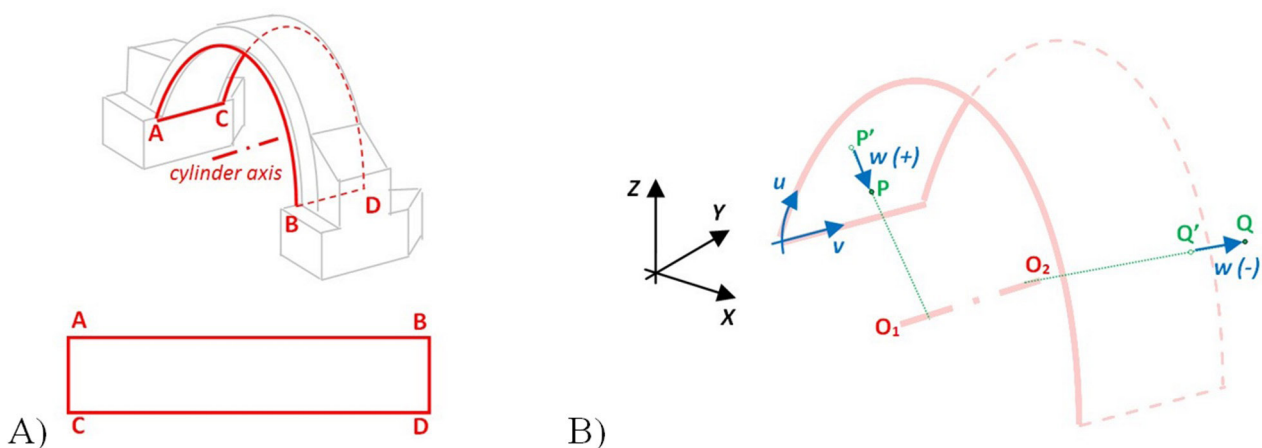 A
C
cylinder axis
B
D
A
B
C
D
A)
P'
w (+)
P
u
v
Z
Y
X
O₁
O₂
Q'
Q
w (-)
B)